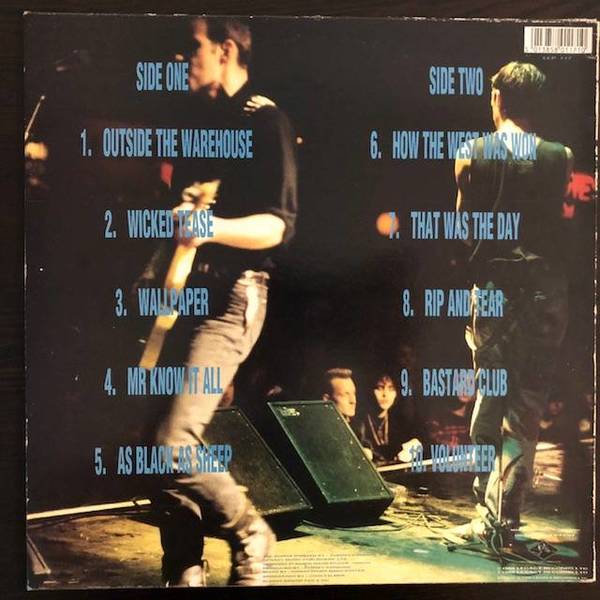 SIDE ONE
1. OUTSIDE THE WAREHOUSE
2. WICKED TEASE
3. WALLPAPER
4. MR KNOW IT ALL
5. AS BLACK AS SHEEP
SIDE TWO
6. HOW THE WEST WAS WON
7. THAT WAS THE DAY
8. RIP AND TEAR
9. BASTARD CLUB
10. VOLUNTEER